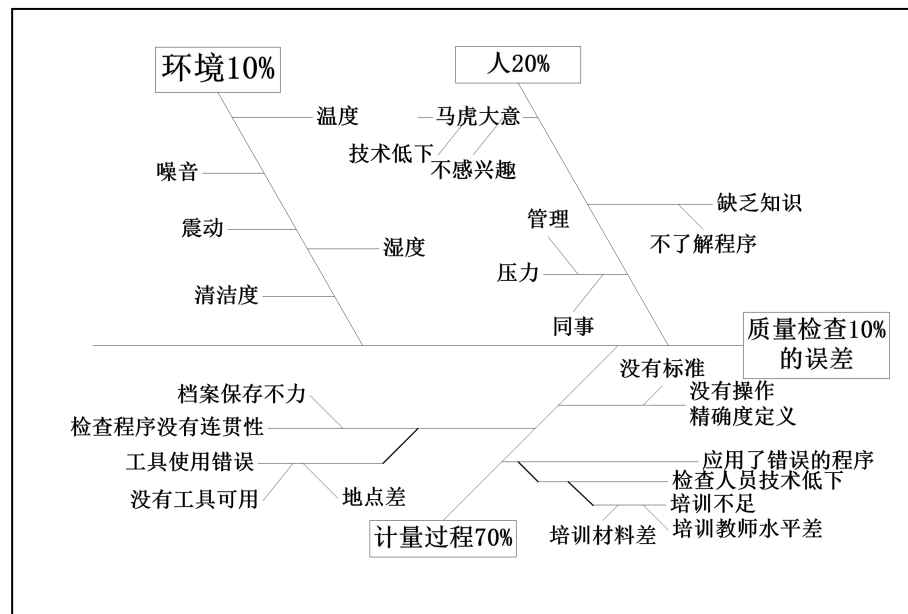 环境10%
人20%
温度
马虎大意
技术低下
不感兴趣
噪音
缺乏知识
管理
震动
不了解程序
湿度
压力
清洁度
同事
质量检查10%
的误差
没有标准
档案保存不力
没有操作
精确度定义
检查程序没有连贯性
工具使用错误
应用了错误的程序
检查人员技术低下
没有工具可用
地点差
培训不足
计量过程70%
培训材料差
培训教师水平差